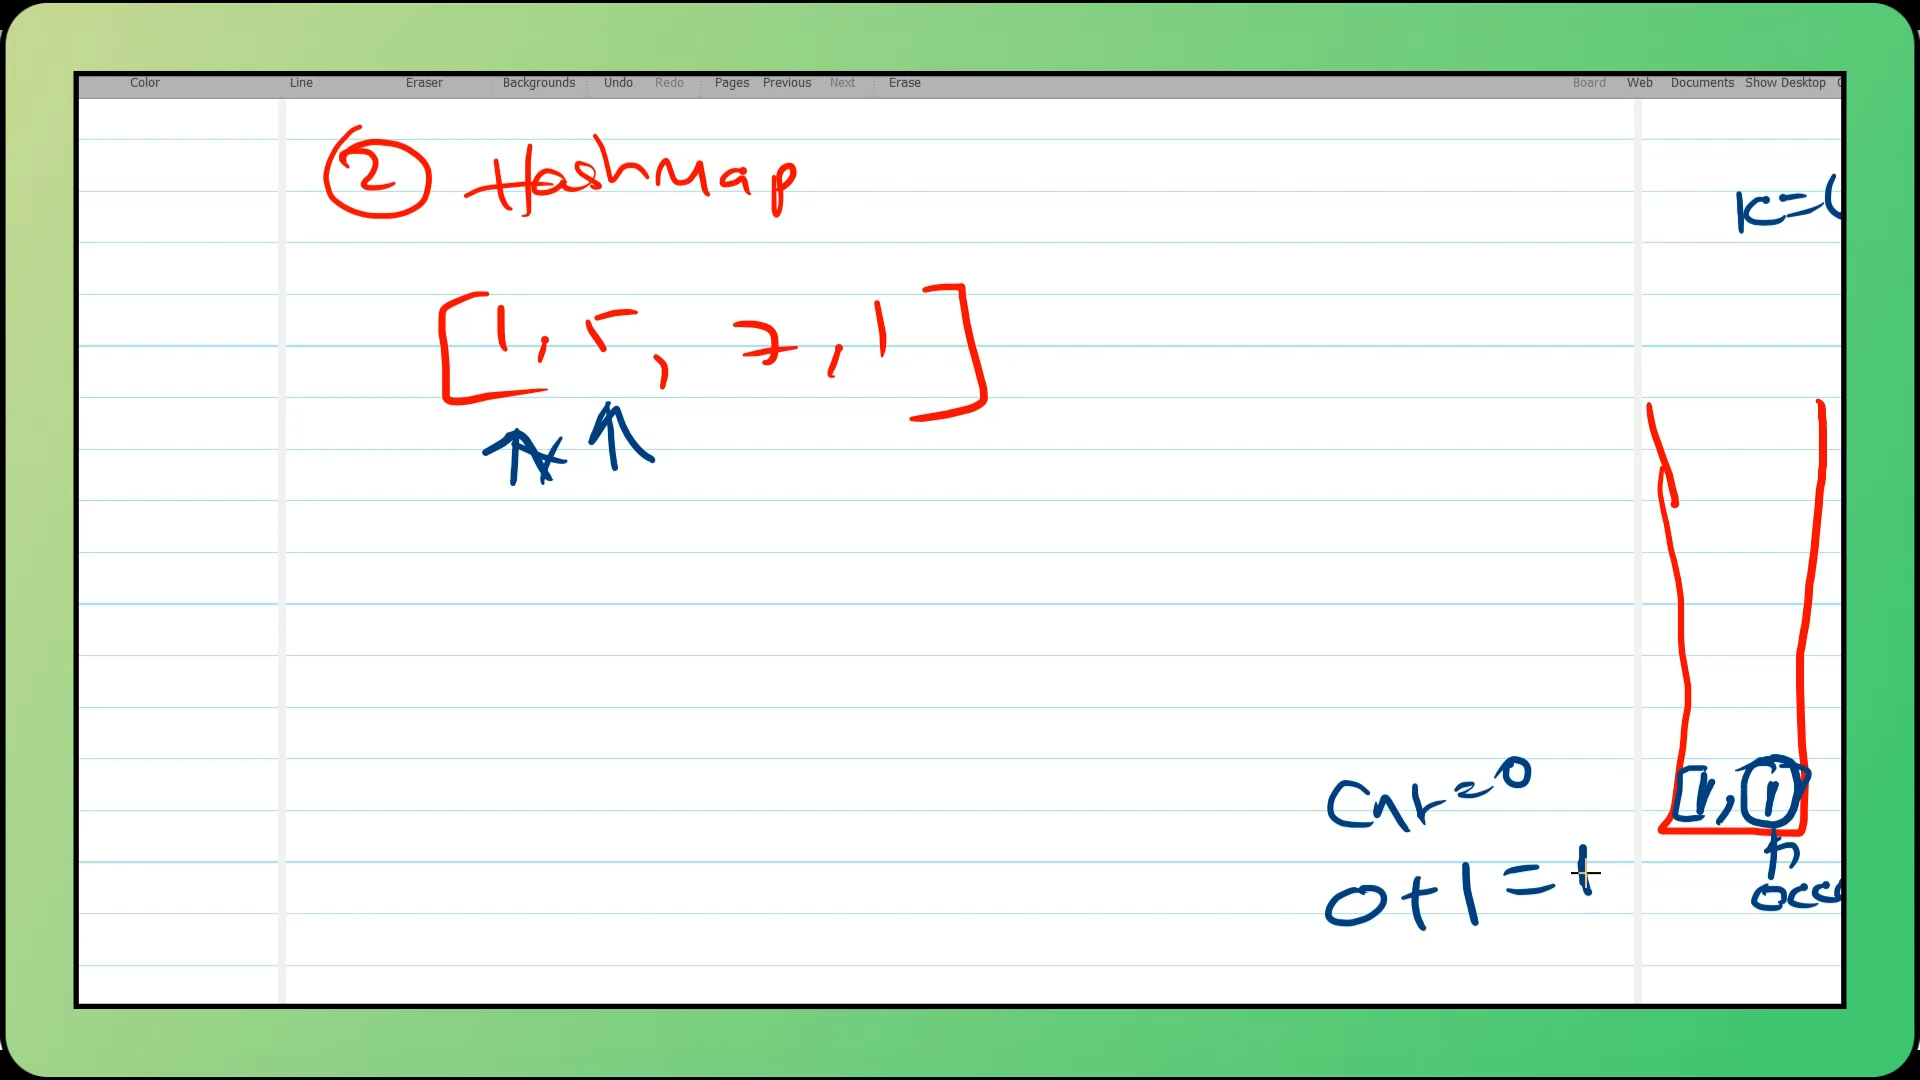 Color Line Eraser Backgrounds Undo Redo Pages Previous Next Erase Board Web Documents Show Desktop
2 HashMap
K=(
[1, 5, 7, 1]
Cnt=0
[1, 1
0+1=1
occ